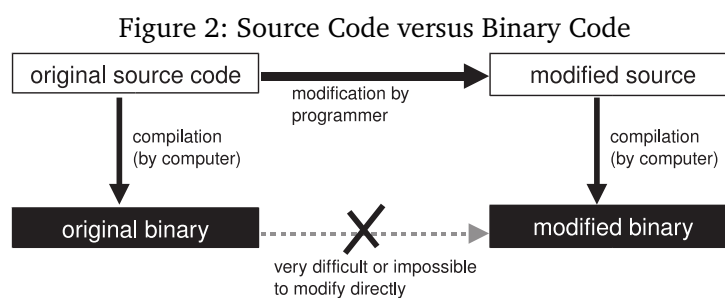 Figure 2: Source Code versus Binary Code
original source code
modified source
modification by
programmer
compilation
(by computer)
compilation
(by computer)
original binary
modified binary
very difficult or impossible
to modify directly